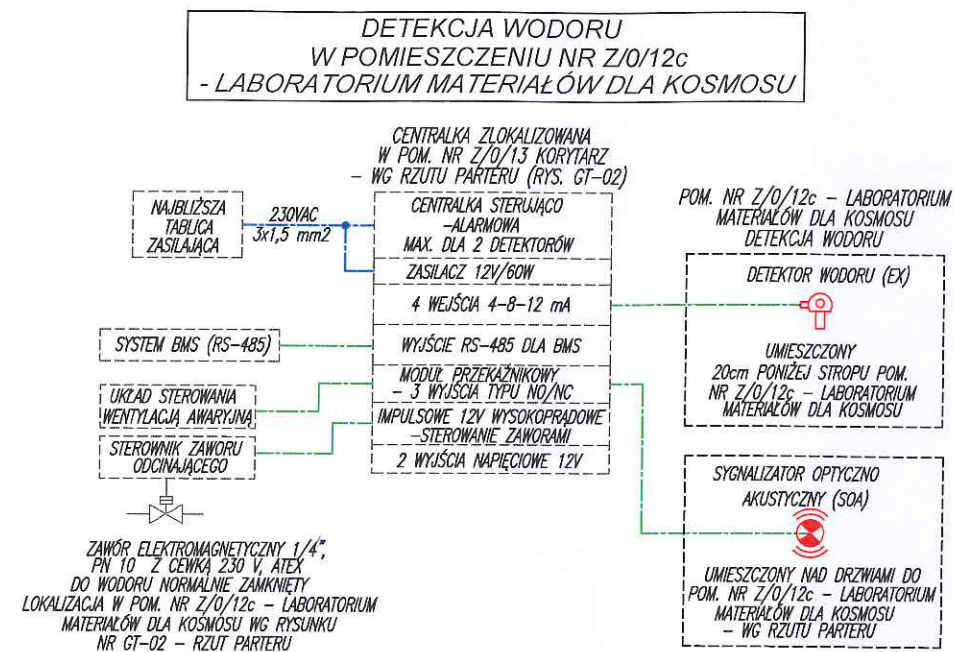 DETEKCJA WODORU
W POMIESZCZENIU NR Z/0/12c
- LABORATORIUM MATERIAŁÓW DLA KOSMOSU
CENTRALKA ZLOKALIZOWANA
W POM. NR Z/0/13 KORYTARZ
– WG RZUTU PARTERU (RYS. GT–02)
NAJBLIŻSZA
TABLICA
ZASILAJĄCA
230VAC
3x1,5 mm2
CENTRALKA STERUJĄCO
–ALARMOWA
MAX. DLA 2 DETEKTORÓW
ZASILACZ 12V/60W
4 WEJŚCIA 4–8–12 mA
WYJŚCIE RS–485 DLA BMS
MODUŁ PRZEKAŹNIKOWY
– 3 WYJŚCIA TYPU NO/NC
IMPULSOWE 12V WYSOKOPRĄDOWE
–STEROWANIE ZAWORAMI
2 WYJŚCIA NAPIĘCIOWE 12V
SYSTEM BMS (RS–485)
UKŁAD STEROWANIA
WENTYLACJĄ AWARYJNĄ
STEROWNIK ZAWORU
ODCINAJĄCEGO
ZAWÓR ELEKTROMAGNETYCZNY 1/4",
PN 10 Z CEWKĄ 230 V, ATEX
DO WODORU NORMALNIE ZAMKNIĘTY
LOKALIZACJA W POM. NR Z/0/12c – LABORATORIUM
MATERIAŁÓW DLA KOSMOSU WG RYSUNKU
NR GT–02 – RZUT PARTERU
POM. NR Z/0/12c – LABORATORIUM
MATERIAŁÓW DLA KOSMOSU
DETEKCJA WODORU
DETEKTOR WODORU (EX)
UMIESZCZONY
20cm PONIŻEJ STROPU POM.
NR Z/0/12c – LABORATORIUM
MATERIAŁÓW DLA KOSMOSU
SYGNALIZATOR OPTYCZNO
AKUSTYCZNY (SOA)
UMIESZCZONY NAD DRZWIAMI DO
POM. NR Z/0/12c – LABORATORIUM
MATERIAŁÓW DLA KOSMOSU
– WG RZUTU PARTERU